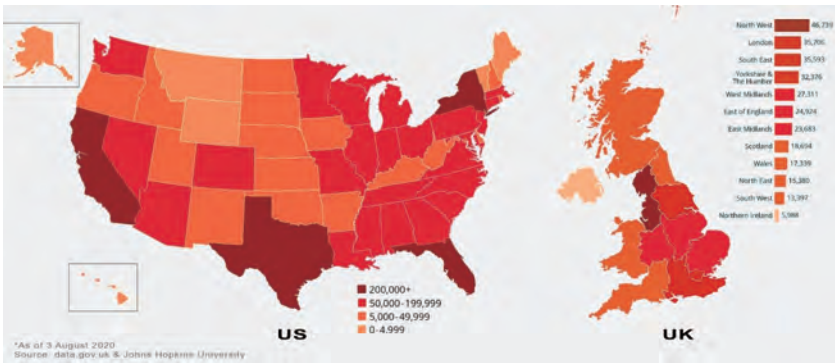 North West 46,739
London 35,706
South East 35,593
Yorkshire &
The Humber 32,376
West Midlands 27,311
East of England 24,924
East Midlands 23,683
Scotland 18,694
Wales 17,339
North East 15,380
South West 13,397
Northern Ireland 5,988
200,000+
50,000-199,999
5,000-49,999
0-4.999
US
UK
*As of 3 August 2020
Source: data.gov.uk & Johns Hopkins University